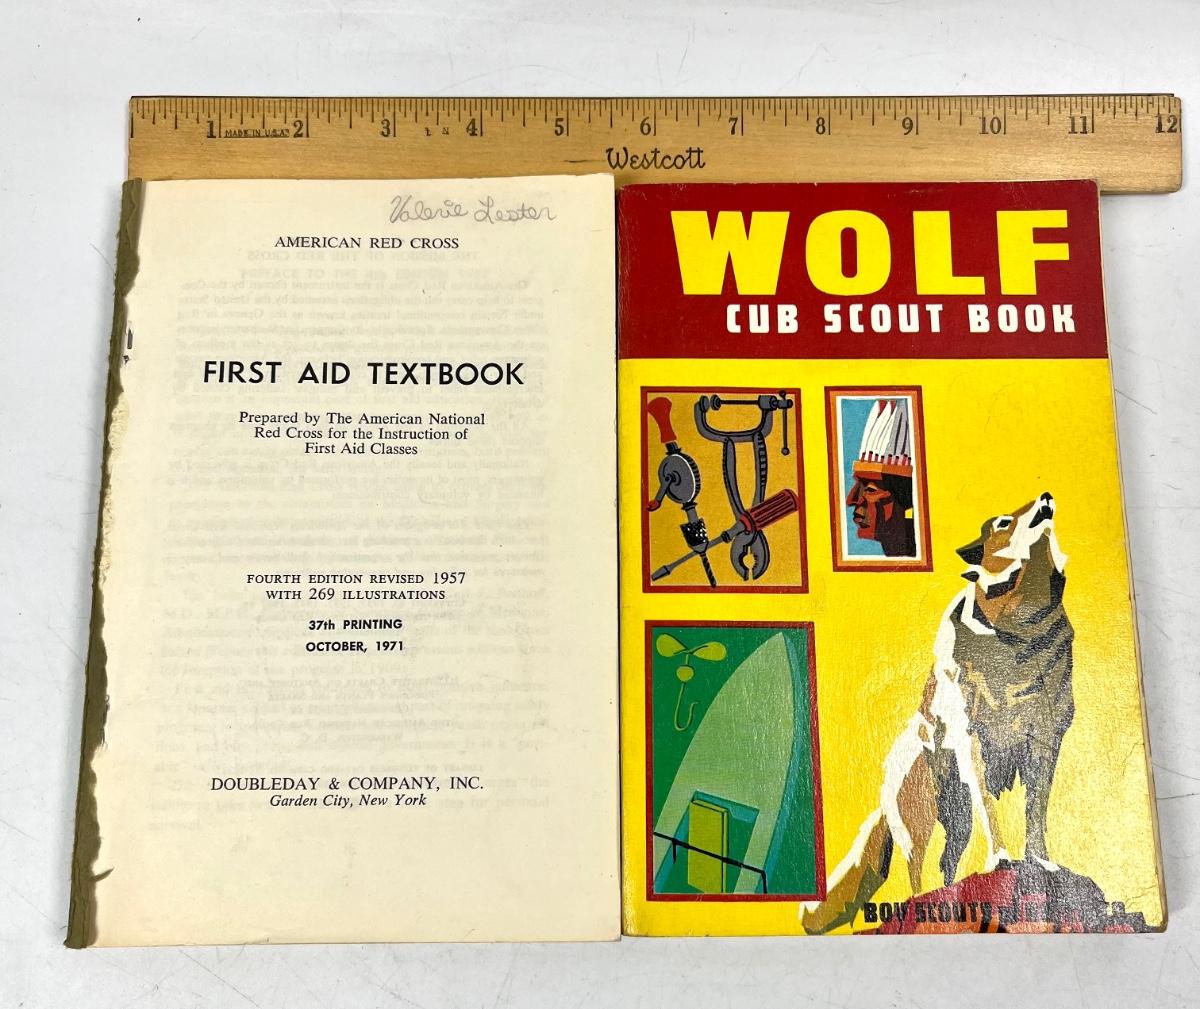 1 2 3 4 5 6 7 8 9 10 11 12
MADE IN U.S.A.
Westcott
Valerie Lester
AMERICAN RED CROSS
FIRST AID TEXTBOOK
Prepared by The American National
Red Cross for the Instruction of
First Aid Classes
FOURTH EDITION REVISED 1957
WITH 269 ILLUSTRATIONS
37th PRINTING
OCTOBER, 1971
DOUBLEDAY & COMPANY, INC.
Garden City, New York
WOLF
CUB SCOUT BOOK
BOY SCOUTS